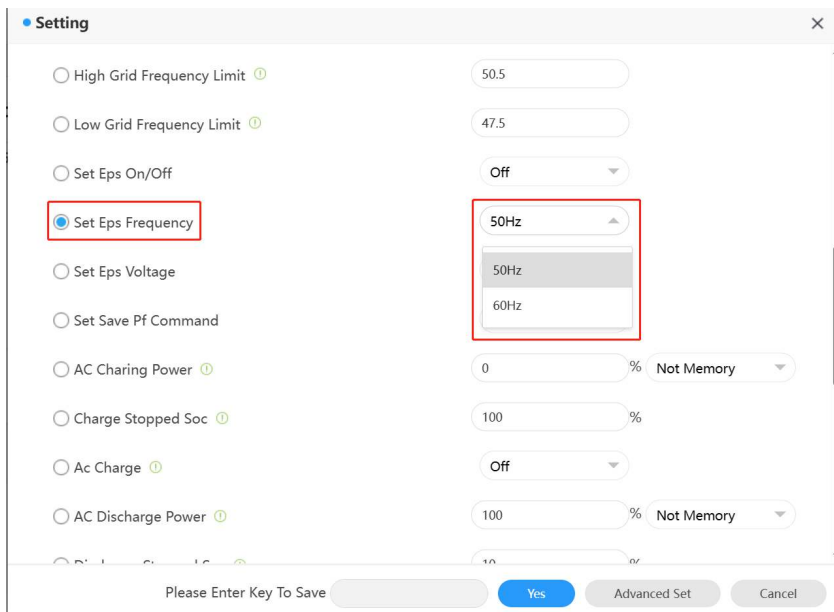 Setting
High Grid Frequency Limit 50.5
Low Grid Frequency Limit 47.5
Set Eps On/Off Off
Set Eps Frequency 50Hz
Set Eps Voltage 50Hz
60Hz
Set Save Pf Command
AC Charing Power 0 % Not Memory
Charge Stopped Soc 100 %
Ac Charge Off
AC Discharge Power 100 % Not Memory
Please Enter Key To Save Yes Advanced Set Cancel